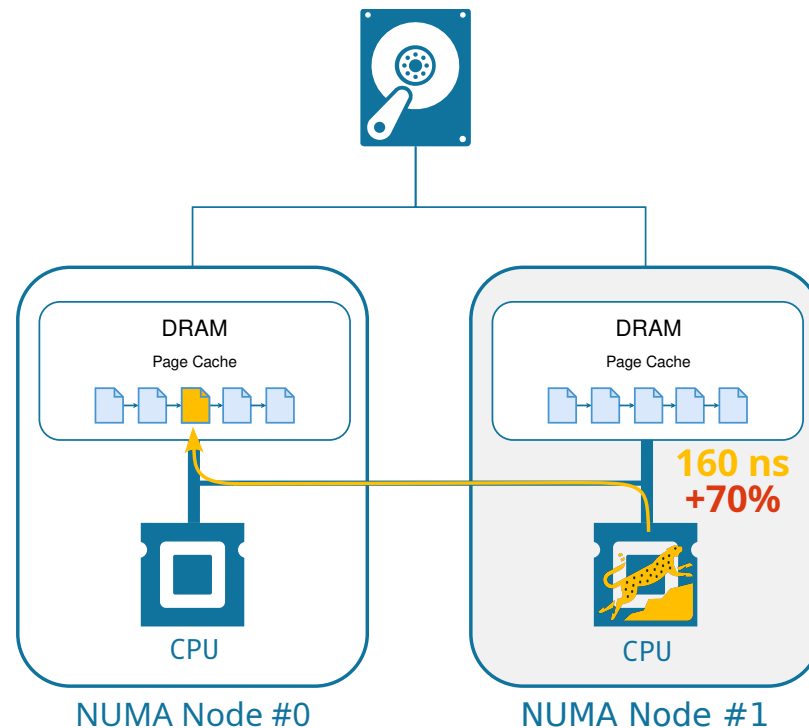 DRAM
Page Cache
DRAM
Page Cache
160 ns
+70%
CPU
CPU
NUMA Node #0
NUMA Node #1